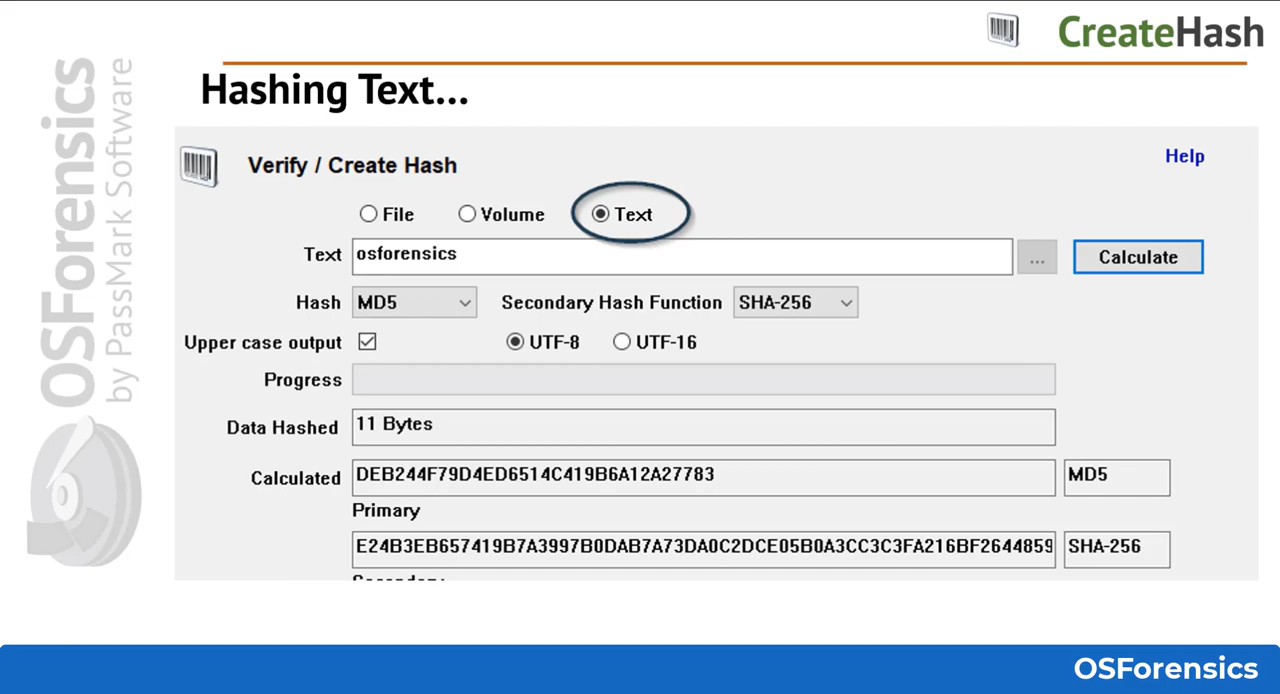 CreateHash
OSForensics
by PassMark Software
Hashing Text...
Verify / Create Hash
Help
File Volume Text
Text osforensics ... Calculate
Hash MD5 Secondary Hash Function SHA-256
Upper case output UTF-8 UTF-16
Progress
Data Hashed 11 Bytes
Calculated DEB244F79D4ED6514C419B6A12A27783 MD5
Primary
E24B3EB657419B7A3997B0DAB7A73DA0C2DCE05B0A3CC3C3FA216BF2644859 SHA-256
Secondary
OSForensics